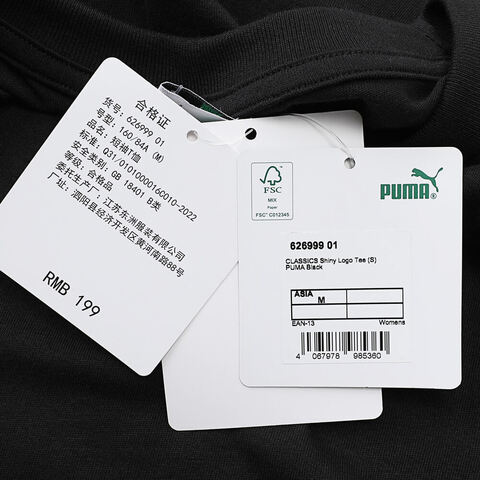 合格证
货号: 626999 01
号型: 160/84A (M)
品名: 短袖T恤
标准: Q31/0101000016C010-2022
安全类别: GB 18401 B类
等级: 合格品
委托生产厂: 江苏东洲服装有限公司
厂址: 泗阳县经济开发区黄河南路
RMB 199
FSC
MIX
Paper
FSC® C012345
PUMA®
626999 01
CLASSICS Shiny Logo Tee (S)
PUMA Black
ASIA
M
EAN-13 Womens
4 067978 985360